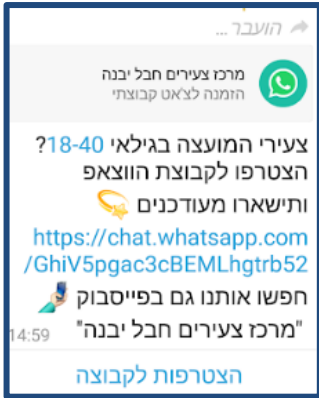 הועבר ...
מרכז צעירים חבל יבנה
הזמנה לצ'אט קבוצתי
צעירי המועצה בגילאי 18-40?
הצטרפו לקבוצת הווצאפ
ותישארו מעודכנים
https://chat.whatsapp.com
/GhiV5pgac3cBEMLhgtrb52
חפשו אותנו גם בפייסבוק
"מרכז צעירים חבל יבנה"
14:59
הצטרפות לקבוצה